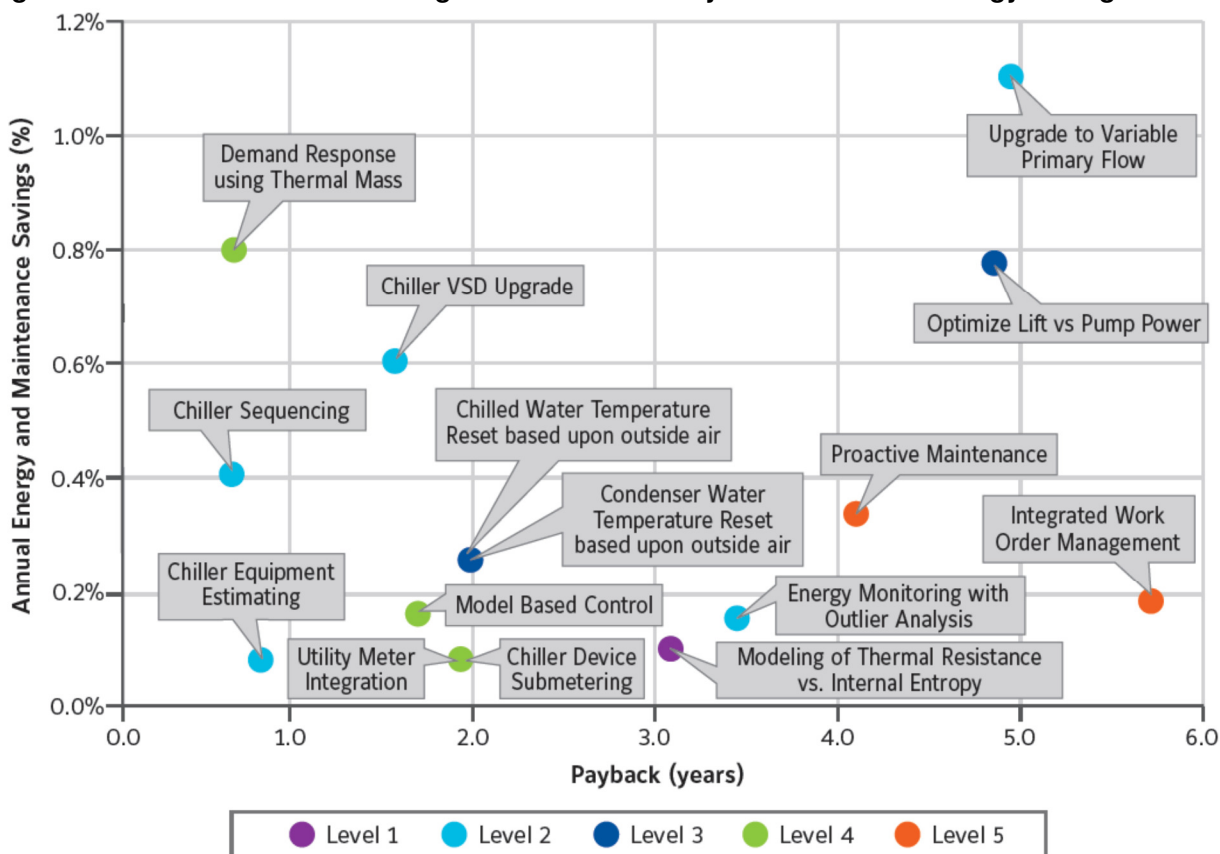 1.2%
1.0%
0.8%
0.6%
0.4%
0.2%
0.0%
Annual Energy and Maintenance Savings (%)
Demand Response
using Thermal Mass
Upgrade to Variable
Primary Flow
Chiller VSD Upgrade
Optimize Lift vs Pump Power
Chiller Sequencing
Chilled Water Temperature
Reset based upon outside air
Proactive Maintenance
Condenser Water
Temperature Reset
based upon outside air
Integrated Work
Order Management
Chiller Equipment
Estimating
Model Based Control
Energy Monitoring with
Outlier Analysis
Utility Meter
Integration
Chiller Device
Submetering
Modeling of Thermal Resistance
vs. Internal Entropy
0.0 1.0 2.0 3.0 4.0 5.0 6.0
Payback (years)
Level 1 Level 2 Level 3 Level 4 Level 5